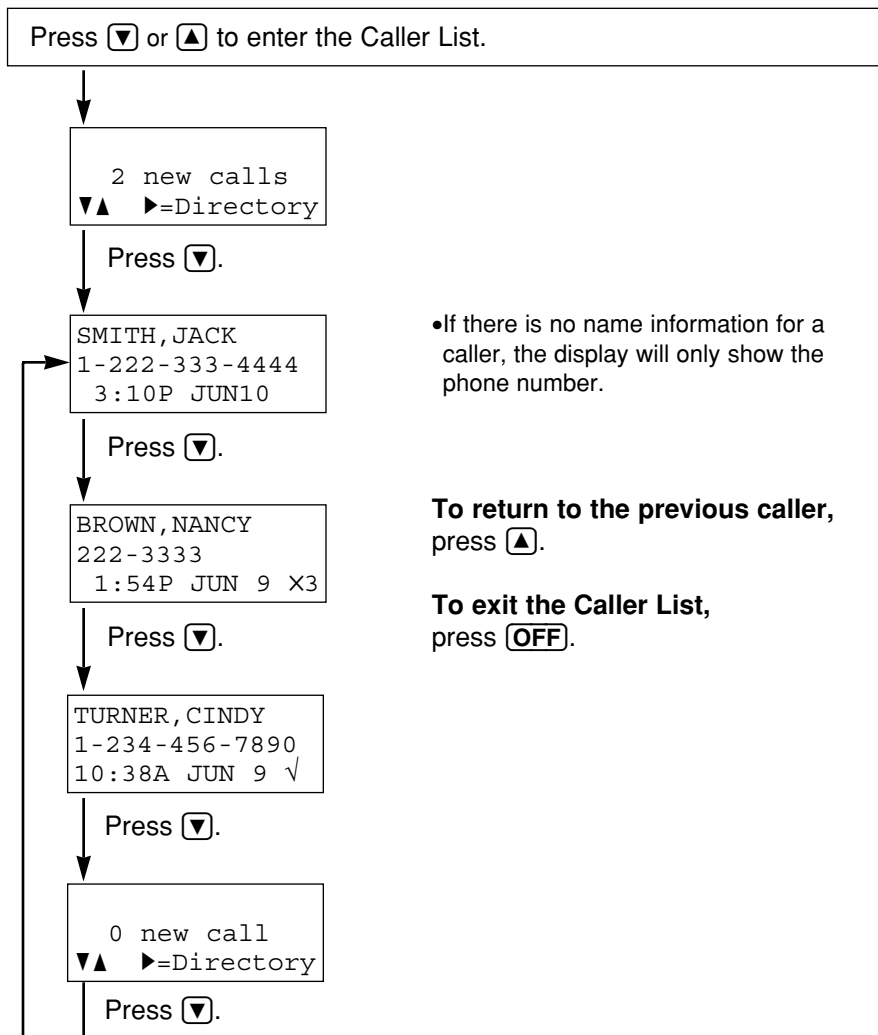 Press ▼ or ▲ to enter the Caller List.
2 new calls
▼▲ ▶=Directory
Press ▼.
SMITH,JACK
1-222-333-4444
3:10P JUN10
•If there is no name information for a
caller, the display will only show the
phone number.
Press ▼.
BROWN,NANCY
222-3333
1:54P JUN 9 ×3
To return to the previous caller,
press ▲.
To exit the Caller List,
press OFF.
Press ▼.
TURNER,CINDY
1-234-456-7890
10:38A JUN 9 √
Press ▼.
0 new call
▼▲ ▶=Directory
Press ▼.